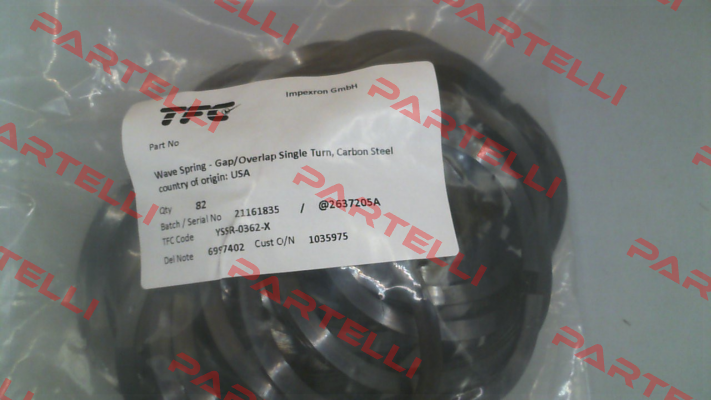 Impexron GmbH
TFC
Part No
Wave Spring - Gap/Overlap Single Turn, Carbon Steel
country of origin: USA
Qty 82
Batch / Serial No 21161835 / @2637205A
TFC Code YSSR-0362-X
Del Note 6997402 Cust O/N 1035975
PARTELLI
PARTELLI
PARTELLI
PARTELLI
PARTELLI
PARTELLI
PARTELLI